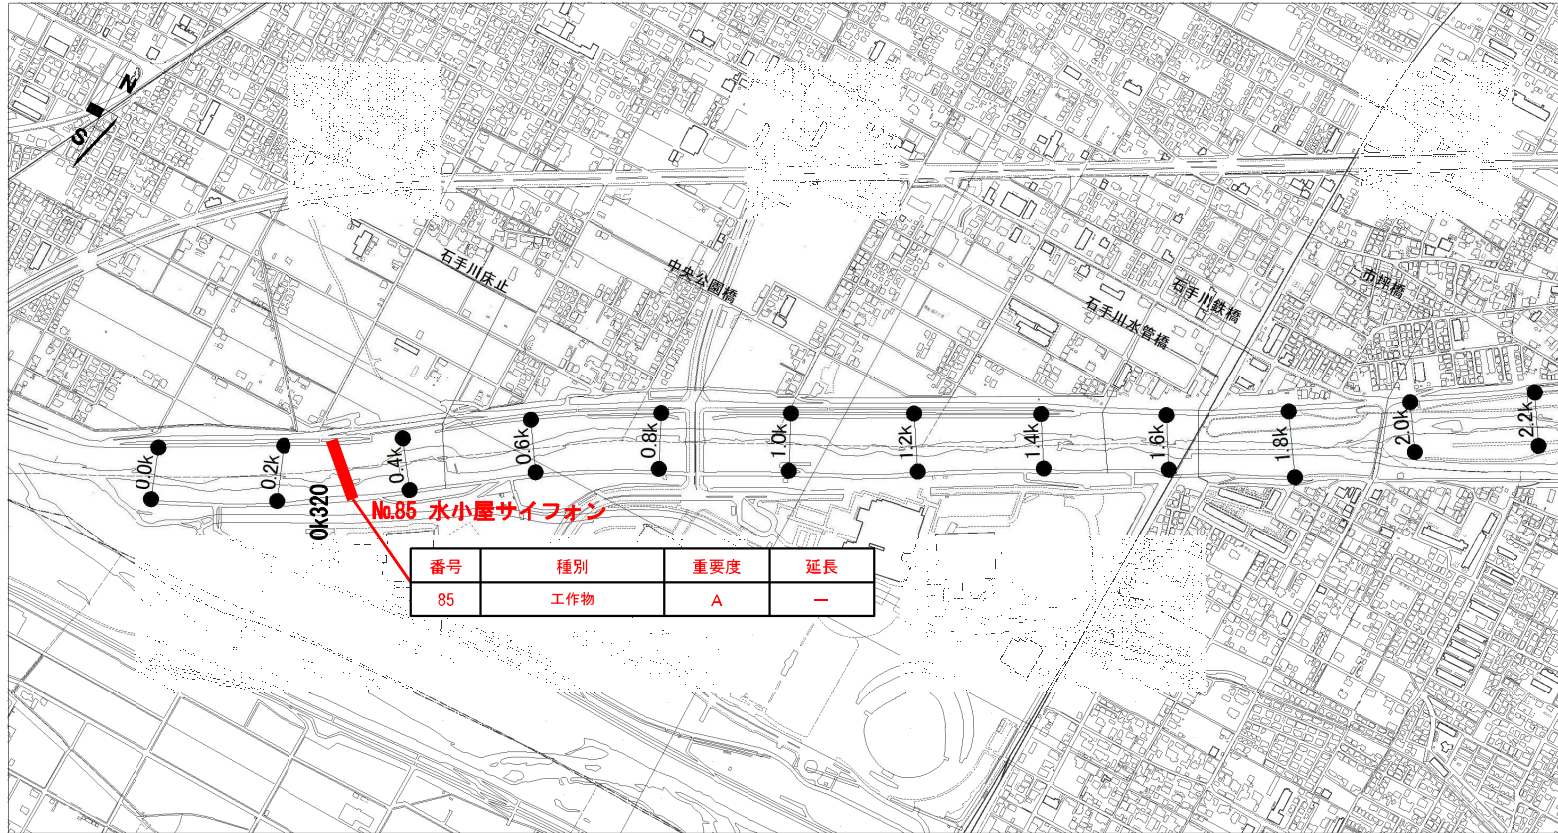 N
S
石手川床止
中央公園橋
石手川水管橋
石手川鉄橋
市坪橋
0.0k
0.2k
0.4k
0.6k
0.8k
1.0k
1.2k
1.4k
1.6k
1.8k
2.0k
2.2k
0k320
No.85 水小屋サイフォン
番号 種別 重要度 延長
85 工作物 A ー